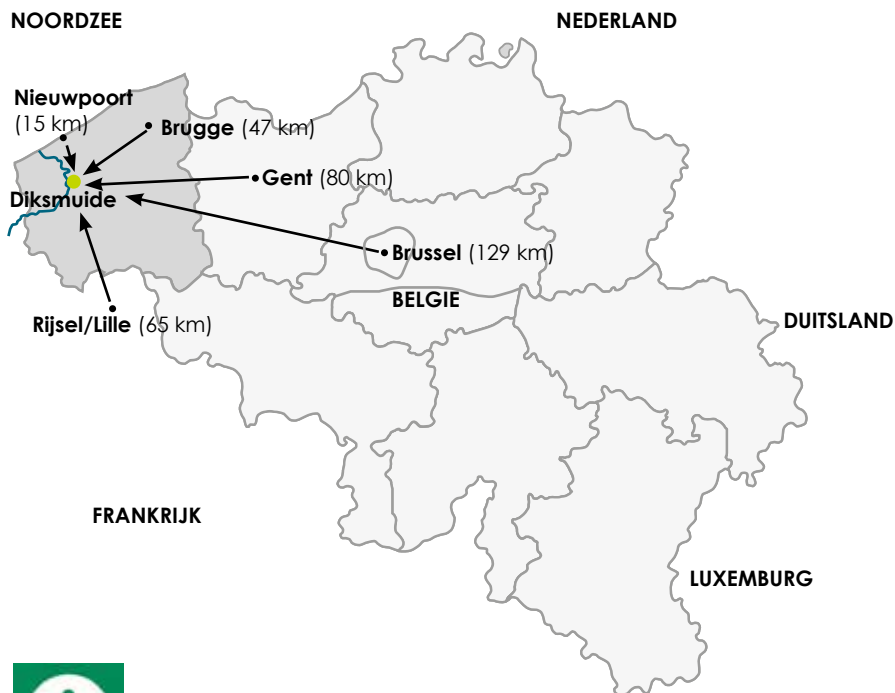 NOORDZEE
NEDERLAND
Nieuwpoort
(15 km)
Brugge (47 km)
Gent (80 km)
Diksmuide
Brussel (129 km)
BELGIE
Rijsel/Lille (65 km)
DUITSLAND
FRANKRIJK
LUXEMBURG